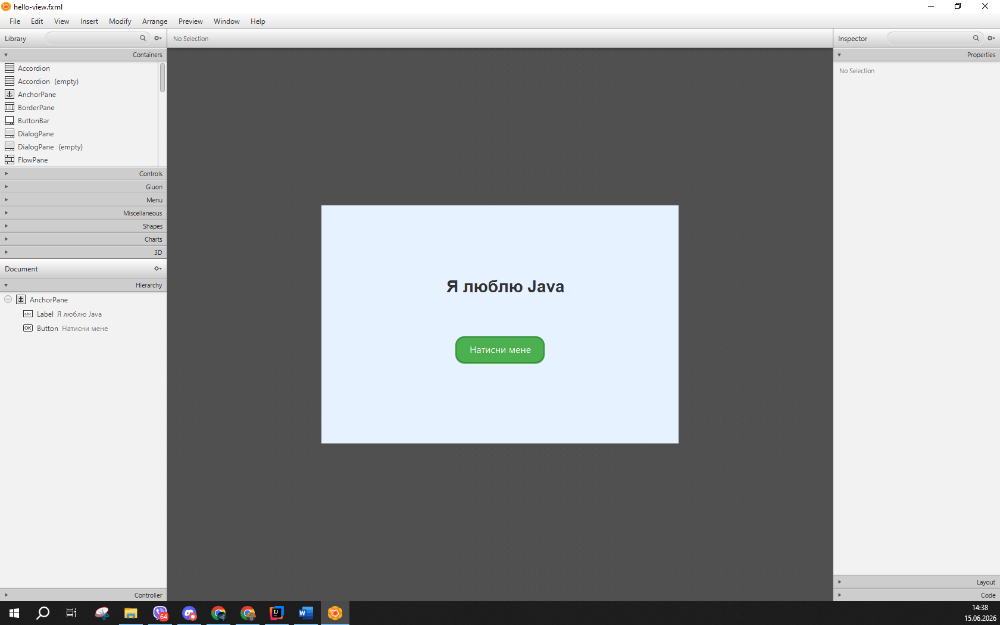 hello-view.fxml
File Edit View Insert Modify Arrange Preview Window Help
Library
No Selection
Inspector
Containers
Properties
Accordion
Accordion (empty)
AnchorPane
BorderPane
ButtonBar
DialogPane
DialogPane (empty)
FlowPane
Controls
Gluon
Menu
Miscellaneous
Shapes
Charts
3D
Document
Hierarchy
AnchorPane
abc Label Я люблю Java
OK Button Натисни мене
Controller
Я люблю Java
Натисни мене
No Selection
Layout
Code
64
IJ
W
14:38
15.06.2026